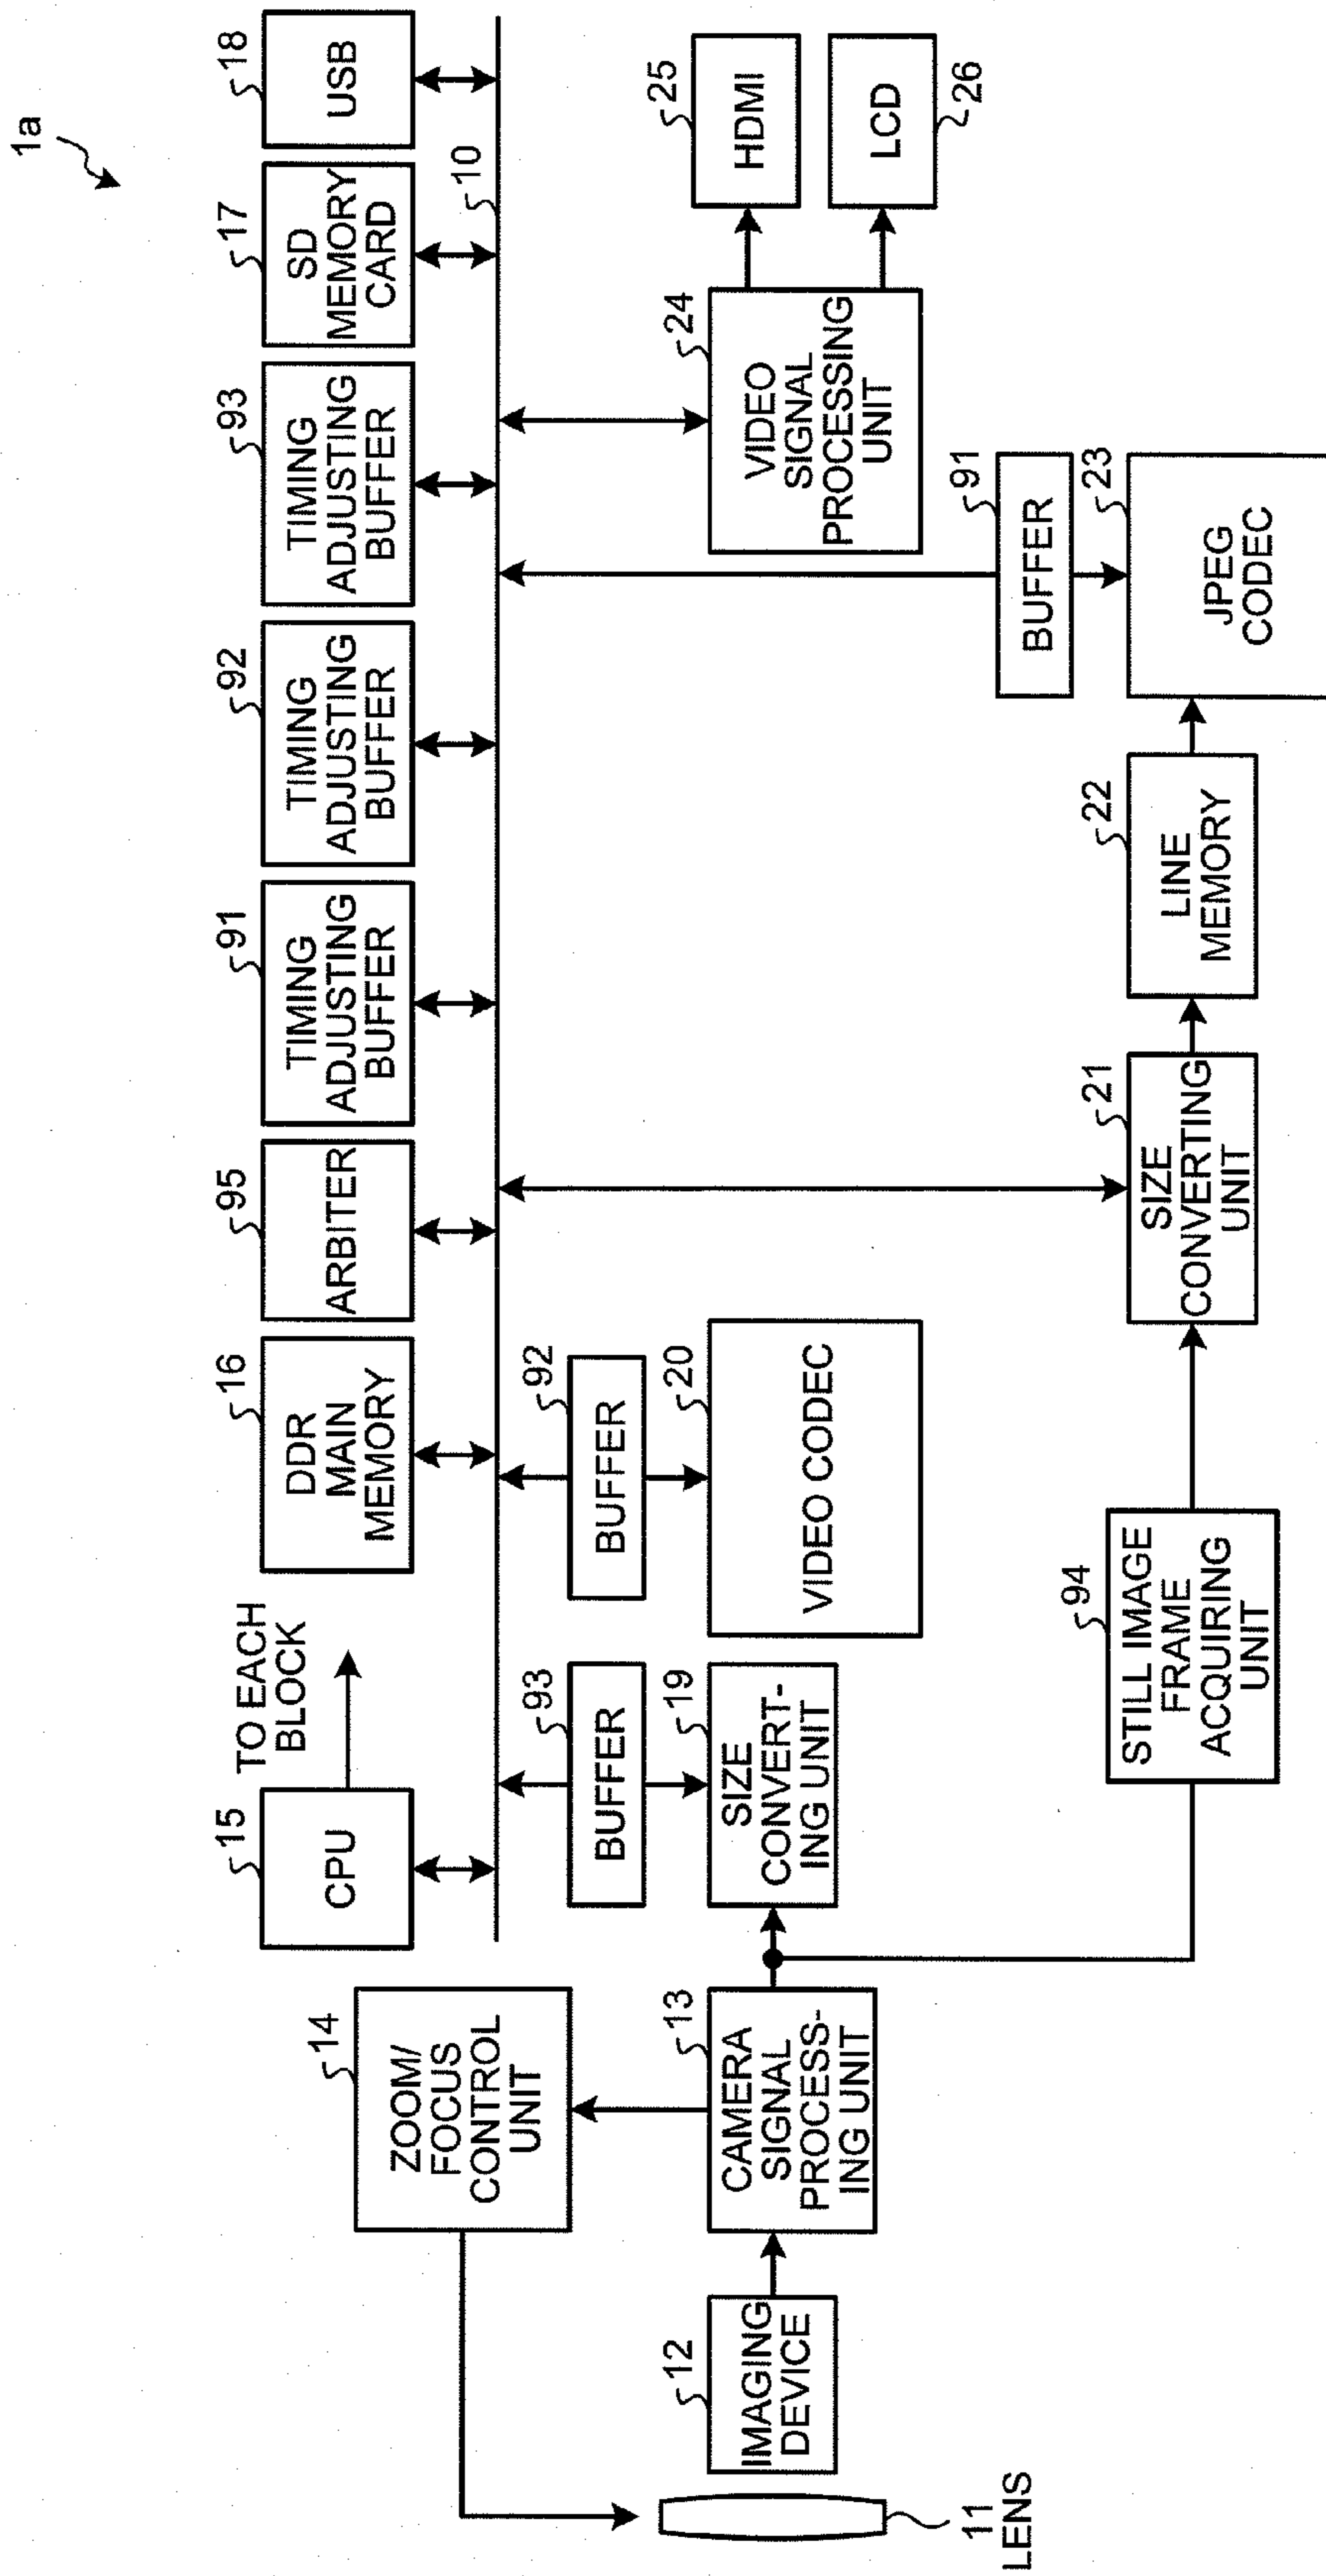 1a
15
CPU
TO EACH
BLOCK
16
DDR
MAIN
MEMORY
95
ARBITER
91
TIMING
ADJUSTING
BUFFER
92
TIMING
ADJUSTING
BUFFER
93
TIMING
ADJUSTING
BUFFER
17
SD
MEMORY
CARD
18
USB
10
14
ZOOM/
FOCUS
CONTROL
UNIT
11
LENS
12
IMAGING
DEVICE
13
CAMERA
SIGNAL
PROCESS-
ING UNIT
93
BUFFER
19
SIZE
CONVERT-
ING UNIT
92
BUFFER
20
VIDEO CODEC
24
VIDEO
SIGNAL
PROCESSING
UNIT
25
HDMI
LCD
26
94
STILL IMAGE
FRAME
ACQUIRING
UNIT
21
SIZE
CONVERTING
UNIT
22
LINE
MEMORY
91
BUFFER
23
JPEG
CODEC